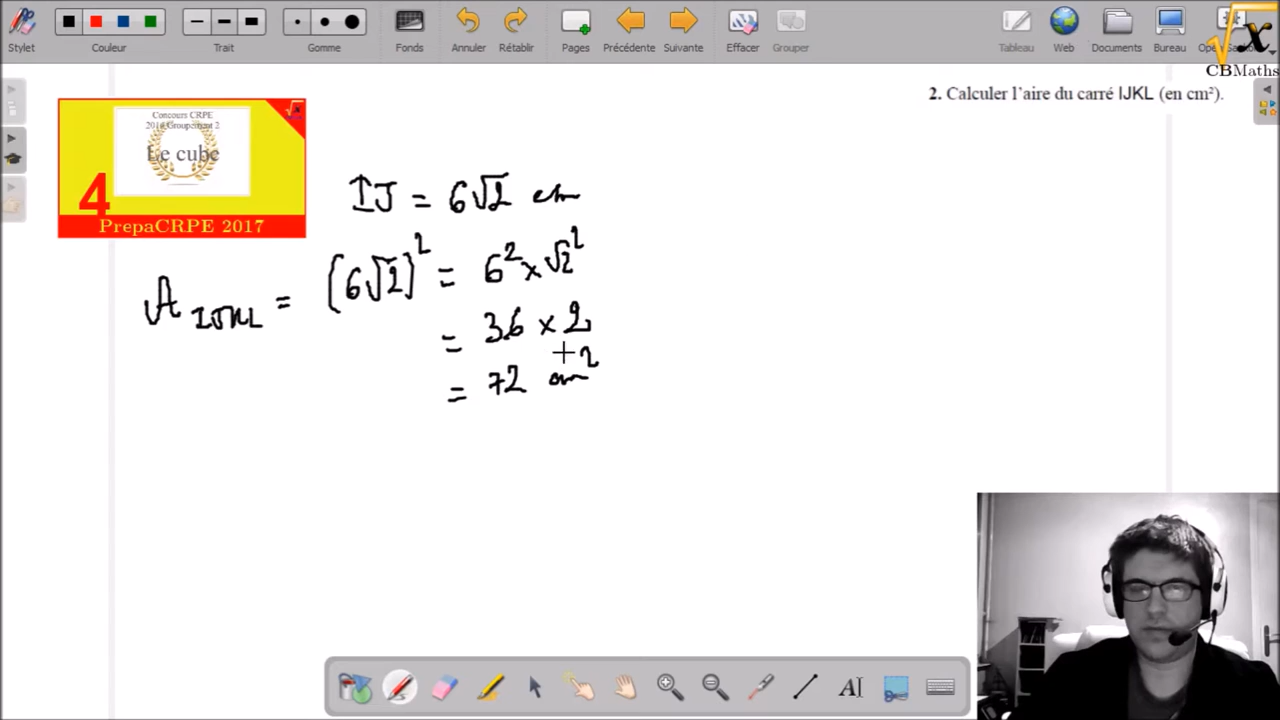 Stylet
Couleur
Trait
Gomme
Fonds
Annuler
Rétablir
Pages
Précédente
Suivante
Effacer
Grouper
Tableau
Web
Documents
Bureau
CBMaths
2. Calculer l'aire du carré IJKL (en cm²).
Concours CRPE
Le cube
4
PrepaCRPE 2017
IJ = 6√2 cm
A IJKL = (6√2)² = 6² × √2²
= 36 × 2
= 72 cm²